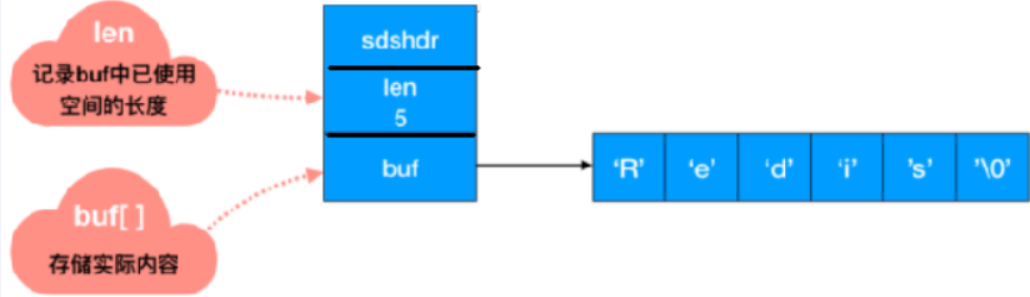 len
记录buf中已使用
空间的长度
buf[ ]
存储实际内容
sdshdr
len
5
buf
‘R’ ‘e’ ‘d’ ‘i’ ’s’ ’\0’